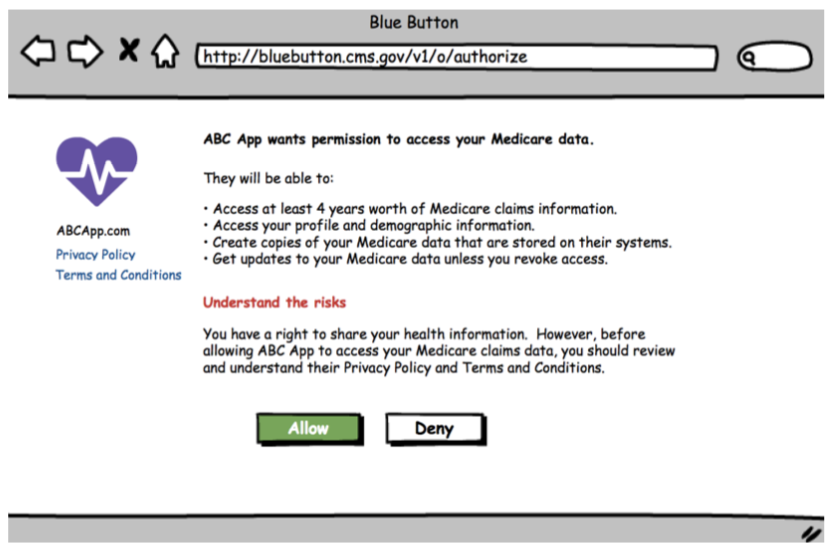 Blue Button
http://bluebutton.cms.gov/v1/o/authorize
ABC App wants permission to access your Medicare data.
They will be able to:
• Access at least 4 years worth of Medicare claims information.
• Access your profile and demographic information.
• Create copies of your Medicare data that are stored on their systems.
• Get updates to your Medicare data unless you revoke access.
ABCApp.com
Privacy Policy
Terms and Conditions
Understand the risks
You have a right to share your health information. However, before
allowing ABC App to access your Medicare claims data, you should review
and understand their Privacy Policy and Terms and Conditions.
Allow
Deny